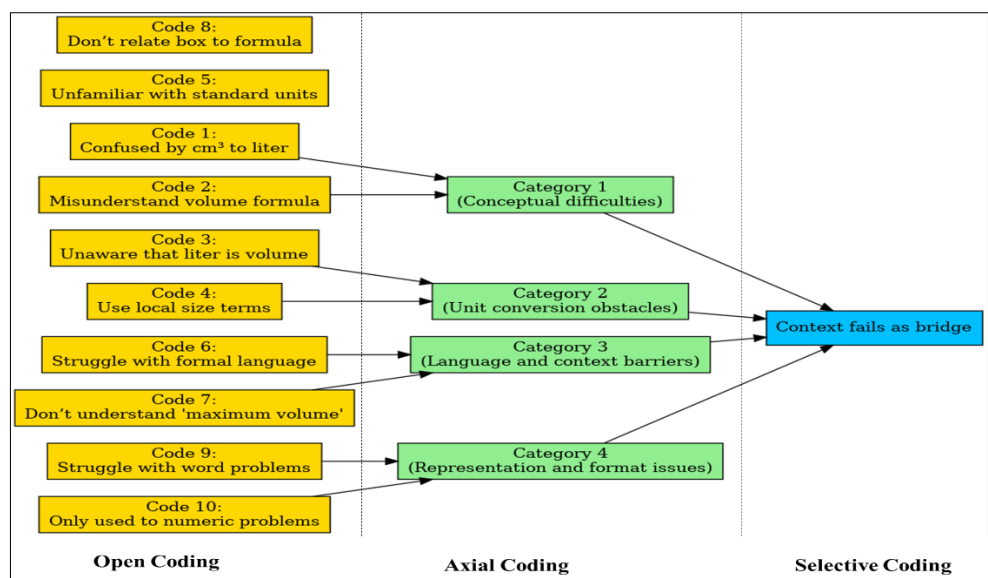 Code 8:
Don’t relate box to formula
Code 5:
Unfamiliar with standard units
Code 1:
Confused by cm³ to liter
Code 2:
Misunderstand volume formula
Code 3:
Unaware that liter is volume
Code 4:
Use local size terms
Code 6:
Struggle with formal language
Code 7:
Don’t understand 'maximum volume'
Code 9:
Struggle with word problems
Code 10:
Only used to numeric problems
Category 1
(Conceptual difficulties)
Category 2
(Unit conversion obstacles)
Category 3
(Language and context barriers)
Category 4
(Representation and format issues)
Context fails as bridge
Open Coding
Axial Coding
Selective Coding